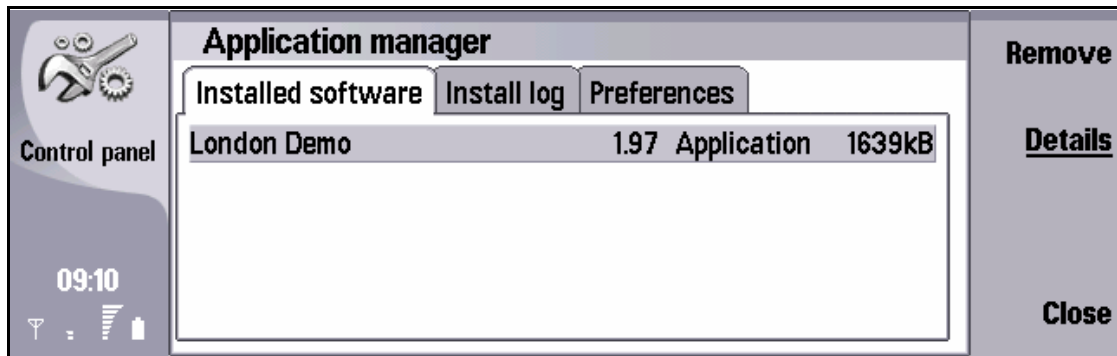 Application manager
Installed software Install log Preferences
London Demo 1.97 Application 1639kB
Control panel
09:10
Remove
Details
Close